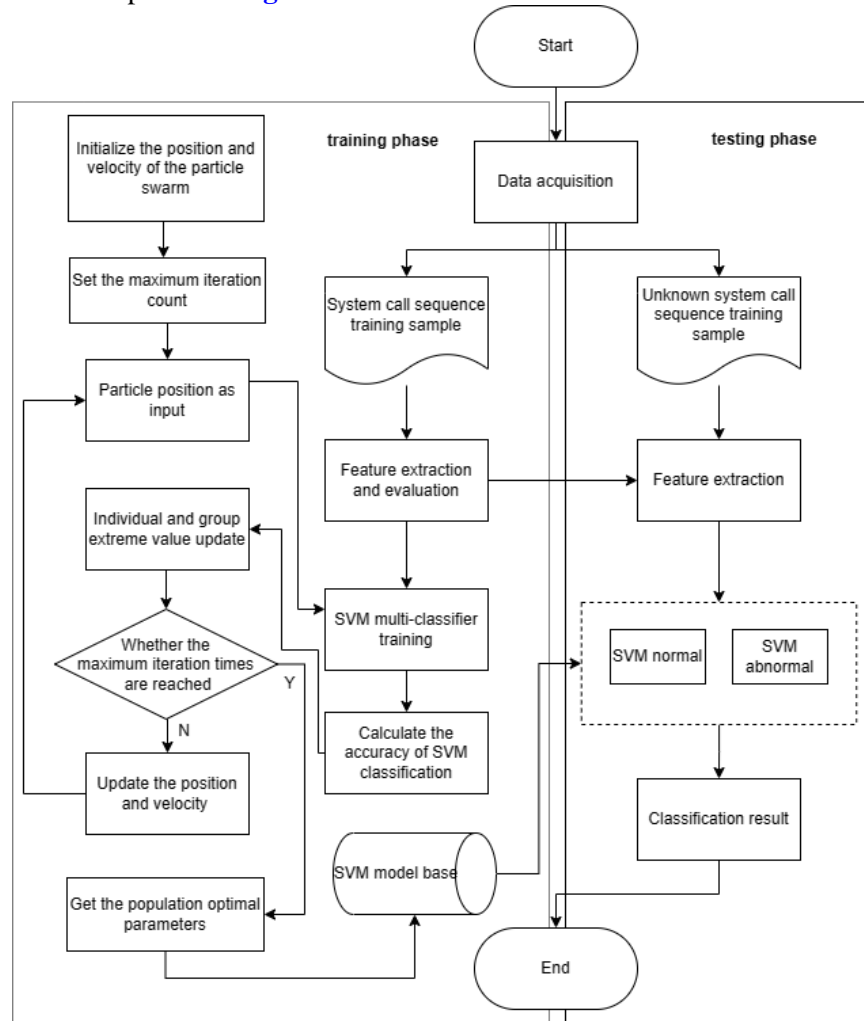 Start
training phase
testing phase
Initialize the position and
velocity of the particle
swarm
Data acquisition
Set the maximum iteration
count
System call sequence
training sample
Unknown system call
sequence training
sample
Particle position as
input
Feature extraction
and evaluation
Feature extraction
Individual and group
extreme value update
SVM multi-classifier
training
SVM normal
SVM
abnormal
Whether the
maximum iteration times
are reached
Y
N
Calculate the
accuracy of SVM
classification
Update the position
and velocity
Classification result
SVM model base
Get the population optimal
parameters
End